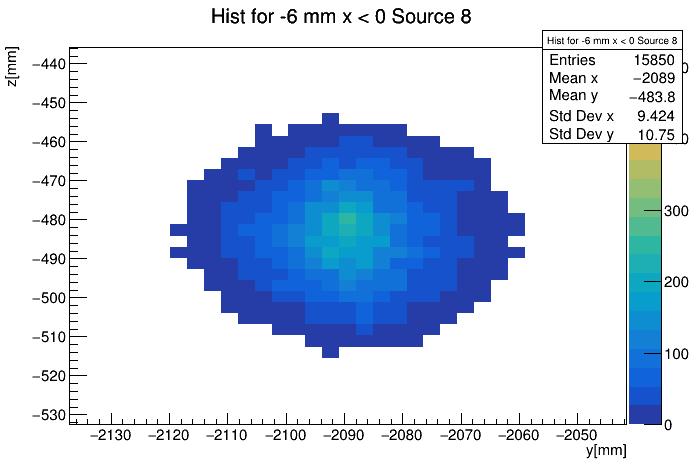 Hist for -6 mm x < 0 Source 8
z[mm]
Hist for -6 mm x < 0 Source 8
Entries 15850
Mean x −2089
Mean y −483.8
Std Dev x 9.424
Std Dev y 10.75
−440
−450
−460
−470
−480
−490
−500
−510
−520
−530
−2130
−2120
−2110
−2100
−2090
−2080
−2070
−2060
−2050
y[mm]
300
200
100
0